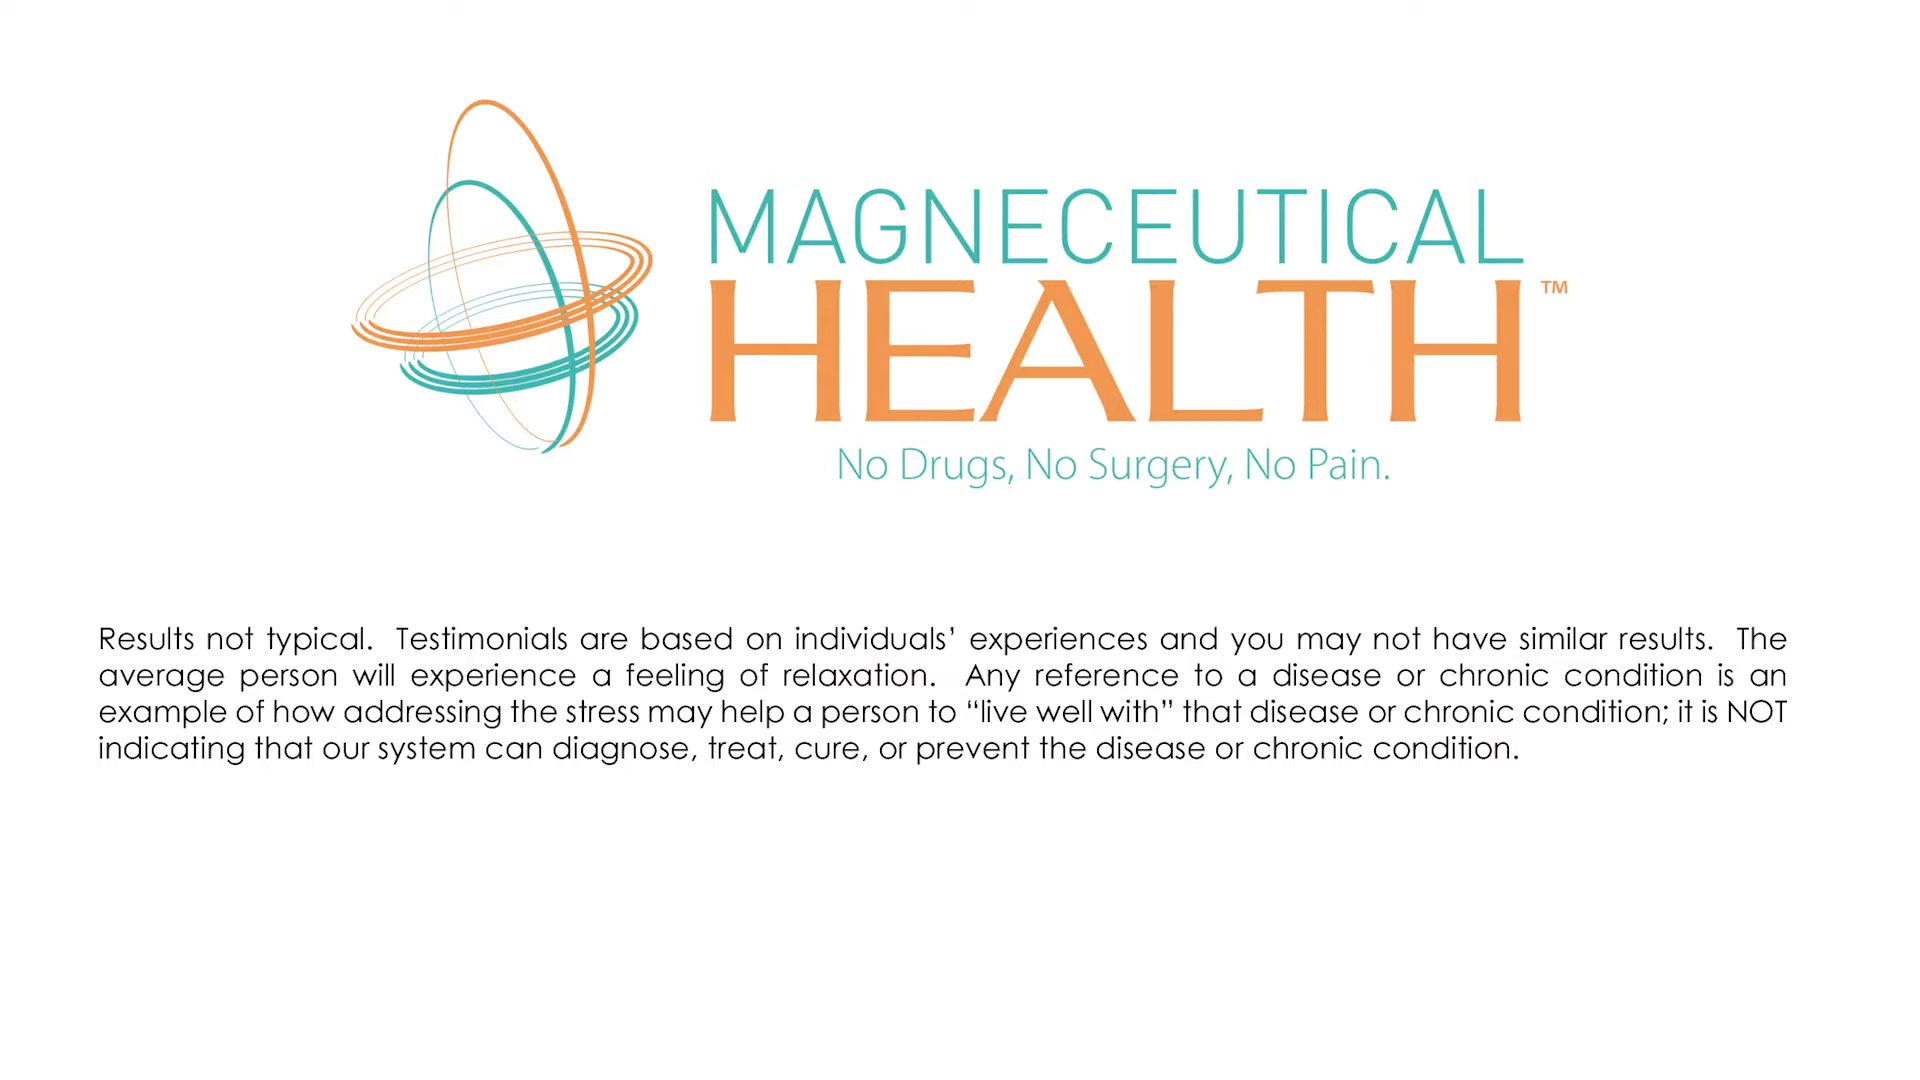 MAGNECEUTICAL
HEALTH™
No Drugs, No Surgery, No Pain.
Results not typical. Testimonials are based on individuals’ experiences and you may not have similar results. The
average person will experience a feeling of relaxation. Any reference to a disease or chronic condition is an
example of how addressing the stress may help a person to “live well with” that disease or chronic condition; it is NOT
indicating that our system can diagnose, treat, cure, or prevent the disease or chronic condition.